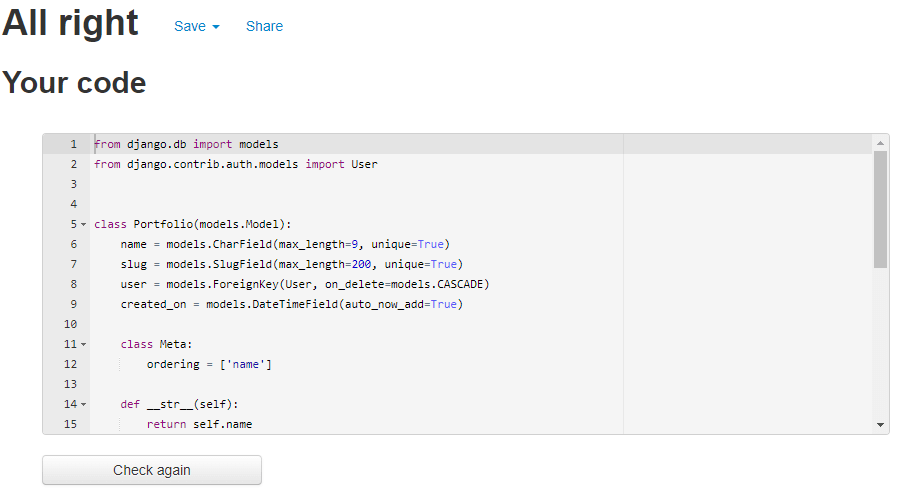 All right Save Share
Your code
1 from django.db import models
2 from django.contrib.auth.models import User
3
4
5 class Portfolio(models.Model):
6 name = models.CharField(max_length=9, unique=True)
7 slug = models.SlugField(max_length=200, unique=True)
8 user = models.ForeignKey(User, on_delete=models.CASCADE)
9 created_on = models.DateTimeField(auto_now_add=True)
10
11 class Meta:
12 ordering = ['name']
13
14 def __str__(self):
15 return self.name
Check again